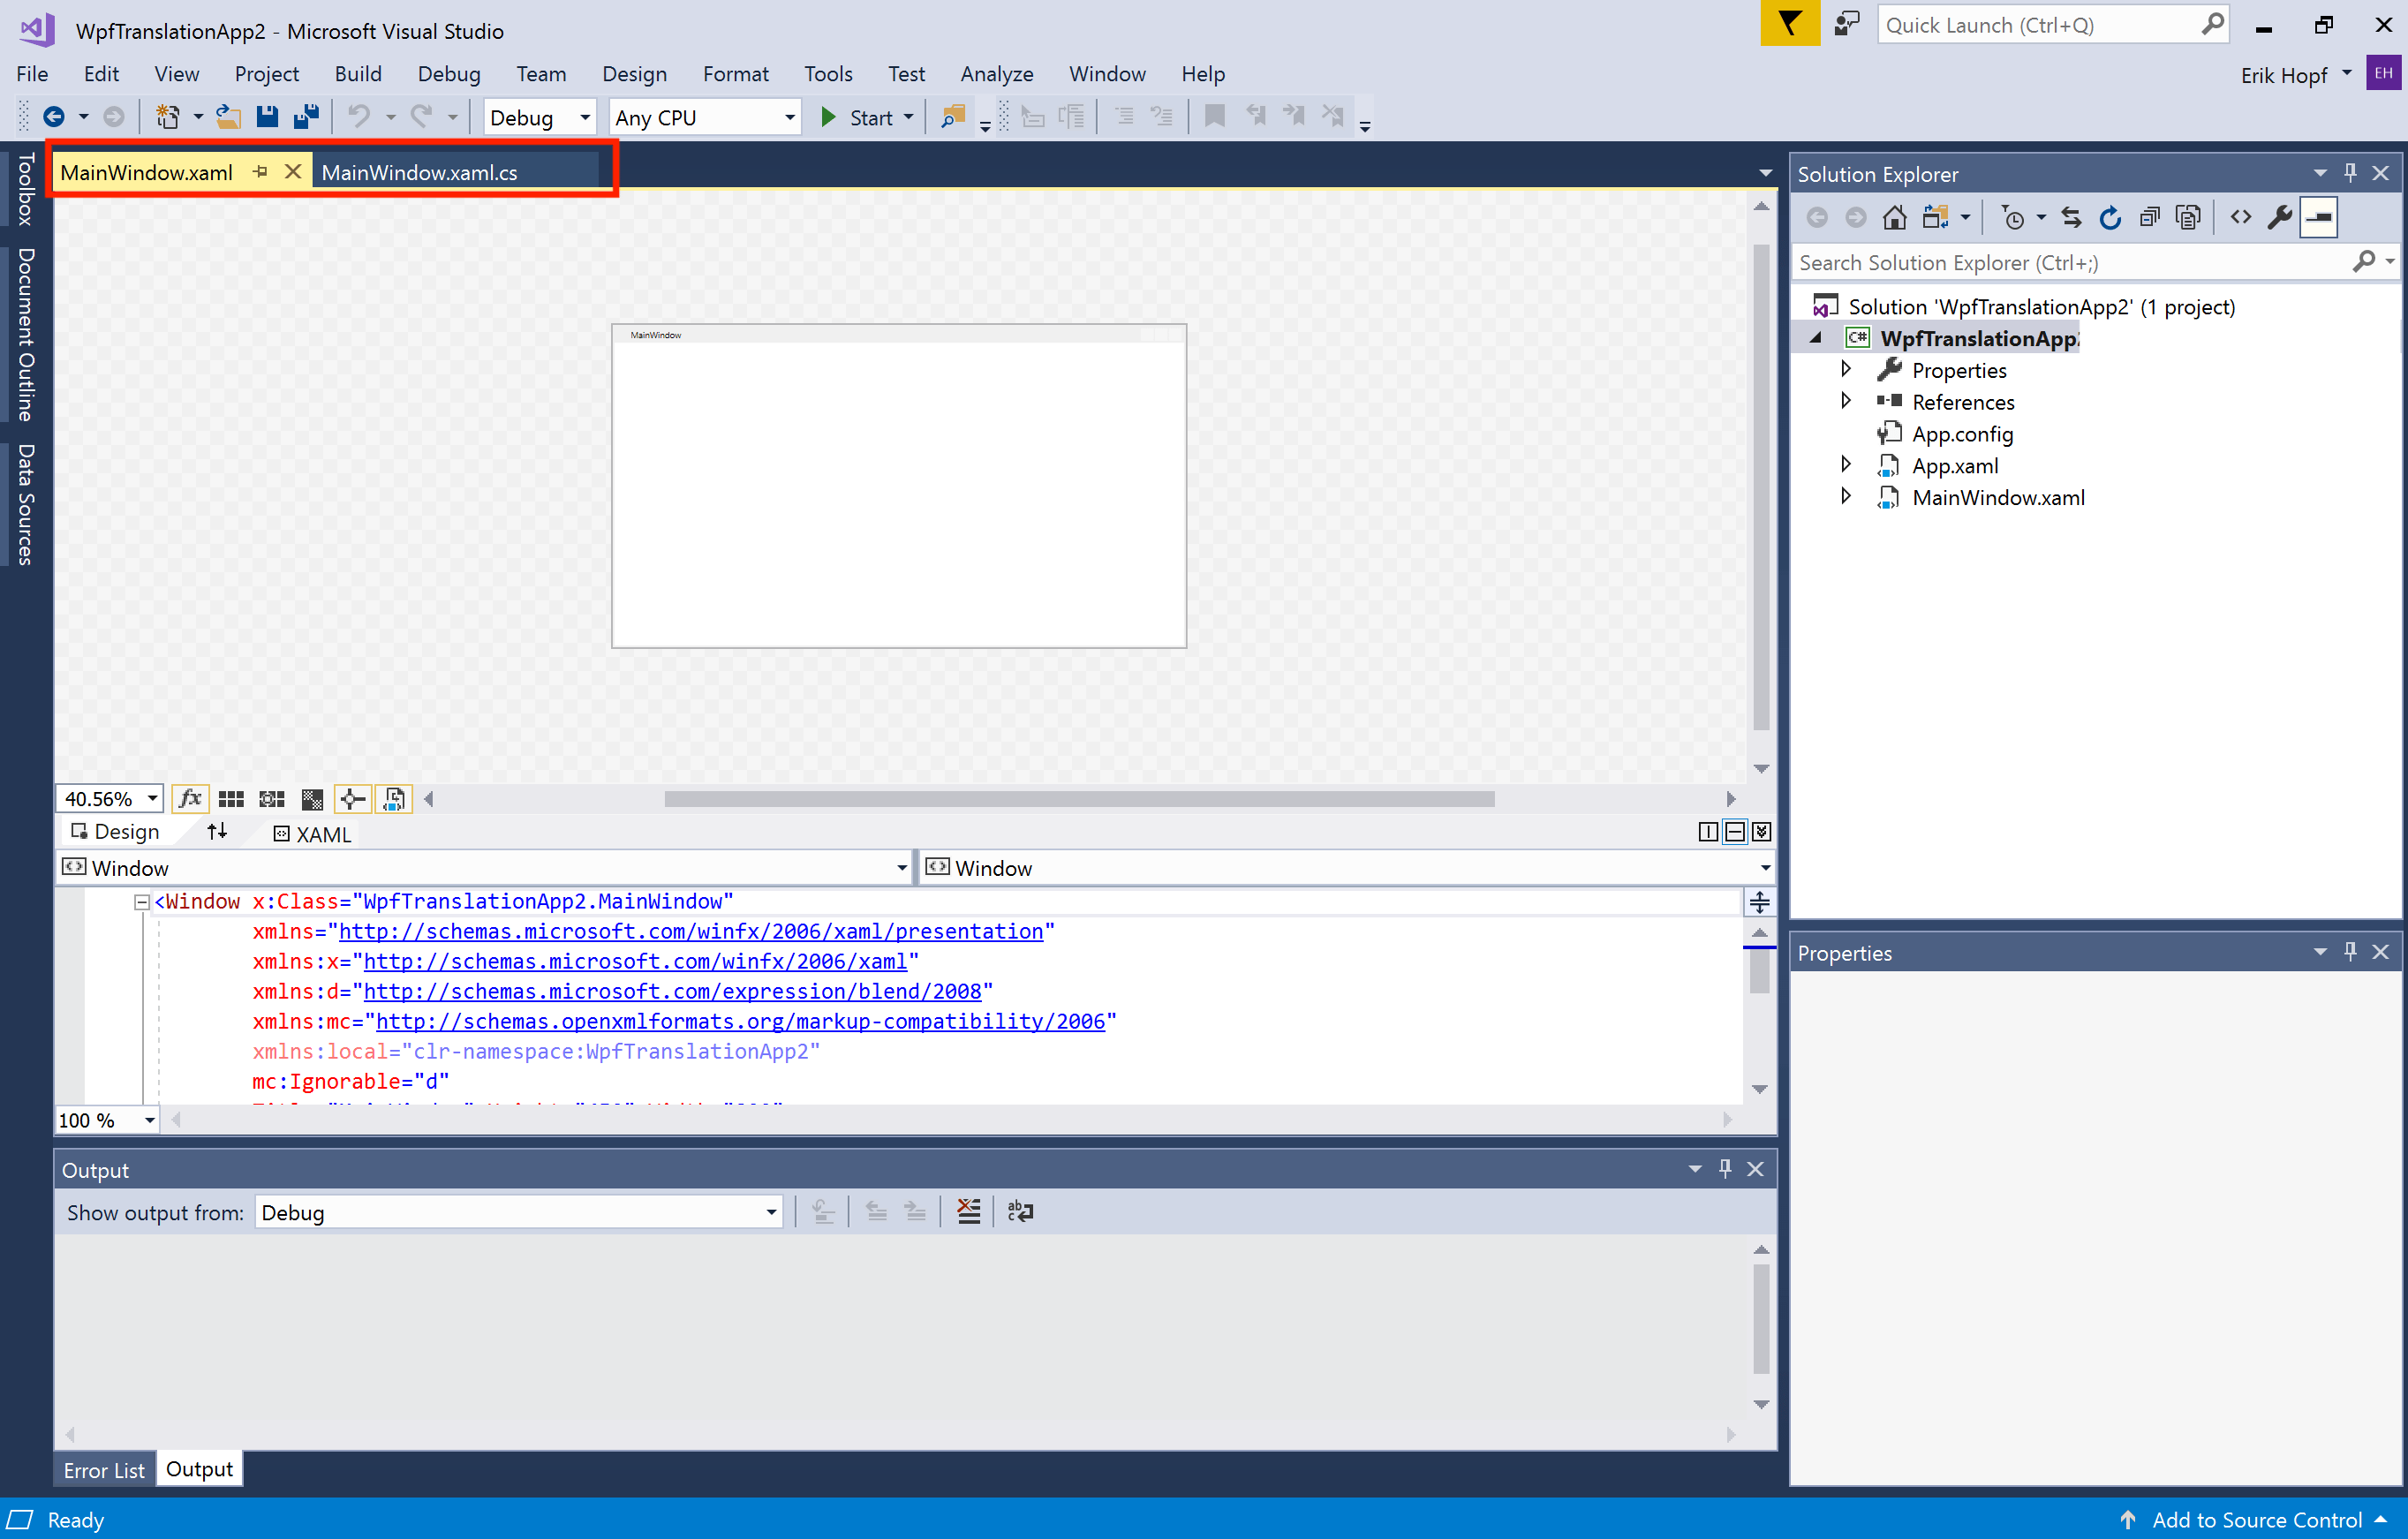 WpfTranslationApp2 - Microsoft Visual Studio
Quick Launch (Ctrl+Q)
File Edit View Project Build Debug Team Design Format Tools Test Analyze Window Help
Erik Hopf EH
Debug Any CPU Start
Toolbox
Document Outline
Data Sources
MainWindow.xaml MainWindow.xaml.cs
MainWindow
40.56% fx
Design XAML
Window Window
<Window x:Class="WpfTranslationApp2.MainWindow"
xmlns="http://schemas.microsoft.com/winfx/2006/xaml/presentation"
xmlns:x="http://schemas.microsoft.com/winfx/2006/xaml"
xmlns:d="http://schemas.microsoft.com/expression/blend/2008"
xmlns:mc="http://schemas.openxmlformats.org/markup-compatibility/2006"
xmlns:local="clr-namespace:WpfTranslationApp2"
mc:Ignorable="d"
100 %
Output
Show output from: Debug
Error List Output
Solution Explorer
Search Solution Explorer (Ctrl+;)
Solution 'WpfTranslationApp2' (1 project)
C# WpfTranslationApp2
Properties
References
App.config
App.xaml
MainWindow.xaml
Properties
Ready
Add to Source Control